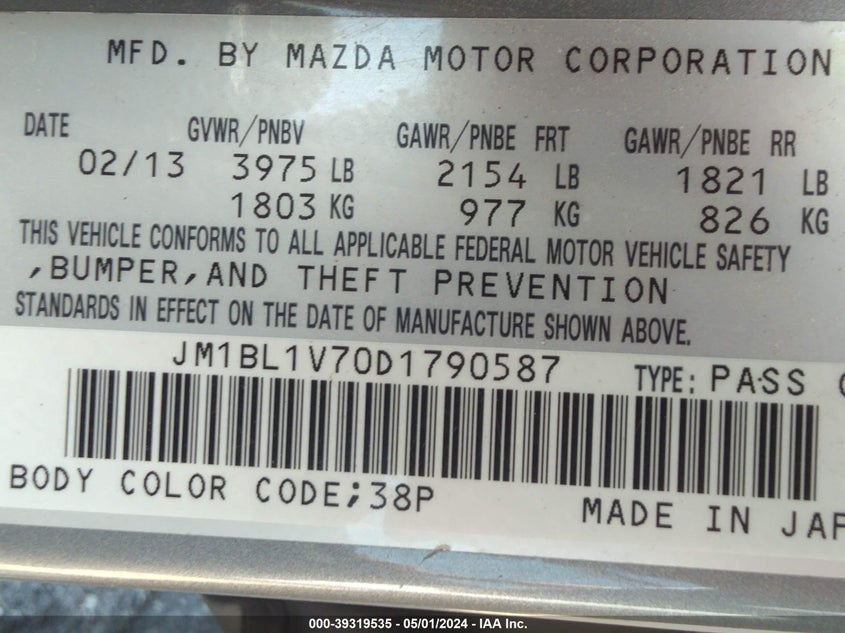 MFD. BY MAZDA MOTOR CORPORATION
DATE GVWR/PNBV GAWR/PNBE FRT GAWR/PNBE RR
02/13 3975 LB 2154 LB 1821 LB
1803 KG 977 KG 826 KG
THIS VEHICLE CONFORMS TO ALL APPLICABLE FEDERAL MOTOR VEHICLE SAFETY
,BUMPER,AND THEFT PREVENTION
STANDARDS IN EFFECT ON THE DATE OF MANUFACTURE SHOWN ABOVE.
JM1BL1V70D1790587 TYPE: PASS
BODY COLOR CODE;38P
MADE IN JAP
000-39319535 - 05/01/2024 - IAA Inc.